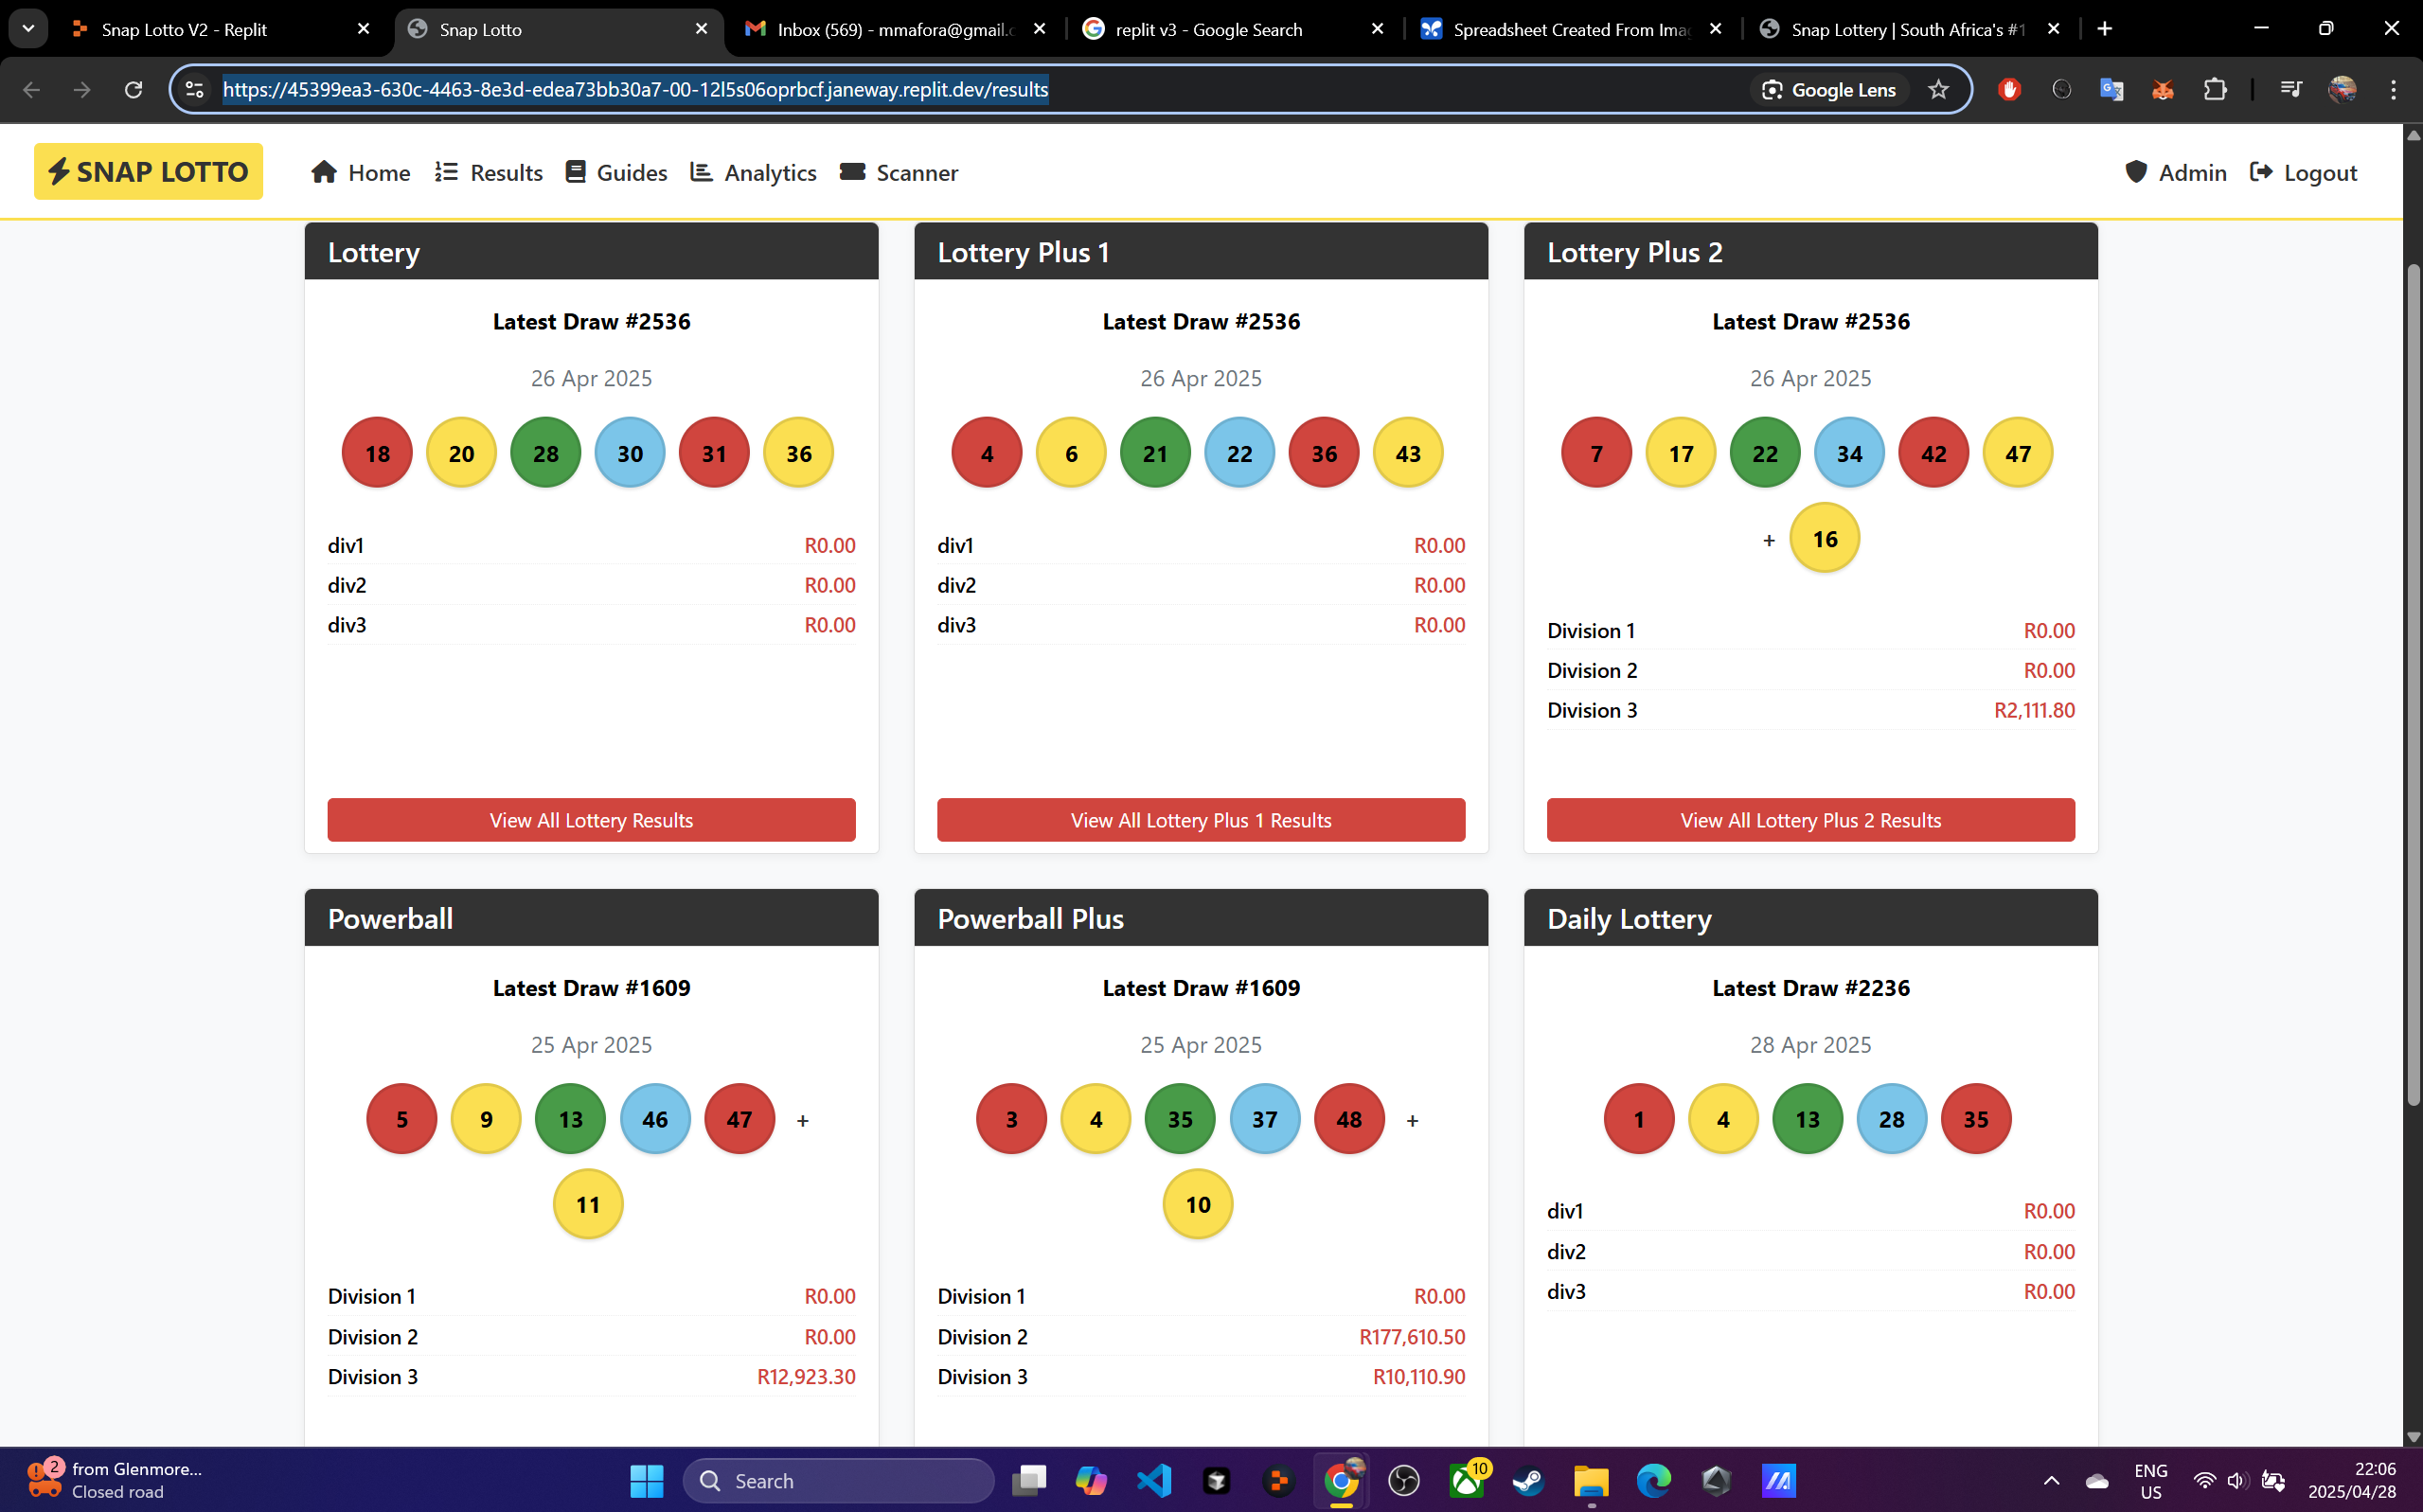 Snap Lotto V2 - Replit
Snap Lotto
Inbox (569) - mmafora@gmail.c
replit v3 - Google Search
Spreadsheet Created From Imag
Snap Lottery | South Africa's #1
https://45399ea3-630c-4463-8e3d-edea73bb30a7-00-12l5s06oprbcf.janeway.replit.dev/results
Google Lens
SNAP LOTTO
Home
Results
Guides
Analytics
Scanner
Admin
Logout
Lottery
Latest Draw #2536
26 Apr 2025
18 20 28 30 31 36
div1 R0.00
div2 R0.00
div3 R0.00
View All Lottery Results
Lottery Plus 1
Latest Draw #2536
26 Apr 2025
4 6 21 22 36 43
div1 R0.00
div2 R0.00
div3 R0.00
View All Lottery Plus 1 Results
Lottery Plus 2
Latest Draw #2536
26 Apr 2025
7 17 22 34 42 47
+ 16
Division 1 R0.00
Division 2 R0.00
Division 3 R2,111.80
View All Lottery Plus 2 Results
Powerball
Latest Draw #1609
25 Apr 2025
5 9 13 46 47 +
11
Division 1 R0.00
Division 2 R0.00
Division 3 R12,923.30
Powerball Plus
Latest Draw #1609
25 Apr 2025
3 4 35 37 48 +
10
Division 1 R0.00
Division 2 R177,610.50
Division 3 R10,110.90
Daily Lottery
Latest Draw #2236
28 Apr 2025
1 4 13 28 35
div1 R0.00
div2 R0.00
div3 R0.00
2
from Glenmore...
Closed road
Search
10
ENG
US
22:06
2025/04/28